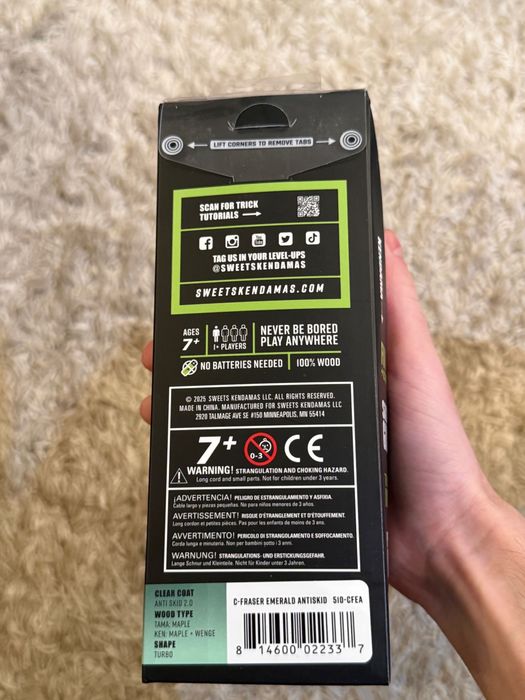 LIFT CORNERS TO REMOVE TABS
SCAN FOR TRICK
TUTORIALS
TAG US IN YOUR LEVEL-UPS
@SWEETSKENDAMAS
SWEETSKENDAMAS.COM
AGES
7+
1+ PLAYERS
NEVER BE BORED
PLAY ANYWHERE
NO BATTERIES NEEDED
100% WOOD
© 2025 SWEETS KENDAMAS LLC. ALL RIGHTS RESERVED.
MADE IN CHINA. MANUFACTURED FOR SWEETS KENDAMAS LLC
2920 TALMAGE AVE SE #150 MINNEAPOLIS, MN 55414
7+ 0-3 CE
WARNING! STRANGULATION AND CHOKING HAZARD.
Long cord and small parts. Not for children under 3 years.
¡ADVERTENCIA! PELIGRO DE ESTRANGULAMIENTO Y ASFIXIA.
Cable largo y piezas pequeñas. No para niños menores de 3 años.
AVERTISSEMENT! RISQUE D'ÉTRANGLEMENT ET D'ÉTOUFFEMENT.
Long cordon et petites pièces. Pas pour les enfants de moins de 3 ans.
AVVERTIMENTO! PERICOLO DI STRANGOLAMENTO E SOFFOCAMENTO.
Corda lunga e minuteria. Non per bambini sotto i 3 anni.
WARNUNG! STRANGULATIONS- UND ERSTICKUNGSGEFAHR.
Lange Schnur und Kleinteile. Nicht für Kinder unter 3 Jahren.
CLEAR COAT
ANTI SKID 2.0
WOOD TYPE
TAMA: MAPLE
KEN: MAPLE + WENGE
SHAPE
TURBO
C-FRASER EMERALD ANTISKID 510-CFEA
8 14600 02233 7